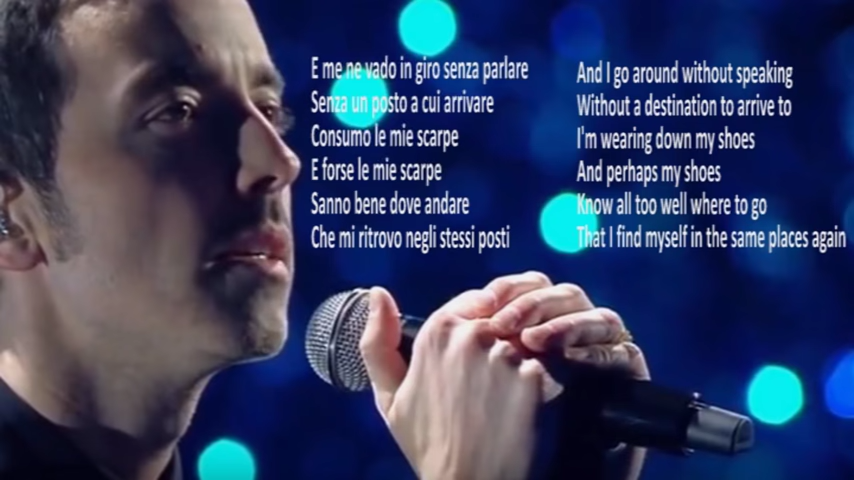 E me ne vado in giro senza parlare
Senza un posto a cui arrivare
Consumo le mie scarpe
E forse le mie scarpe
Sanno bene dove andare
Che mi ritrovo negli stessi posti
And I go around without speaking
Without a destination to arrive to
I'm wearing down my shoes
And perhaps my shoes
Know all too well where to go
That I find myself in the same places again